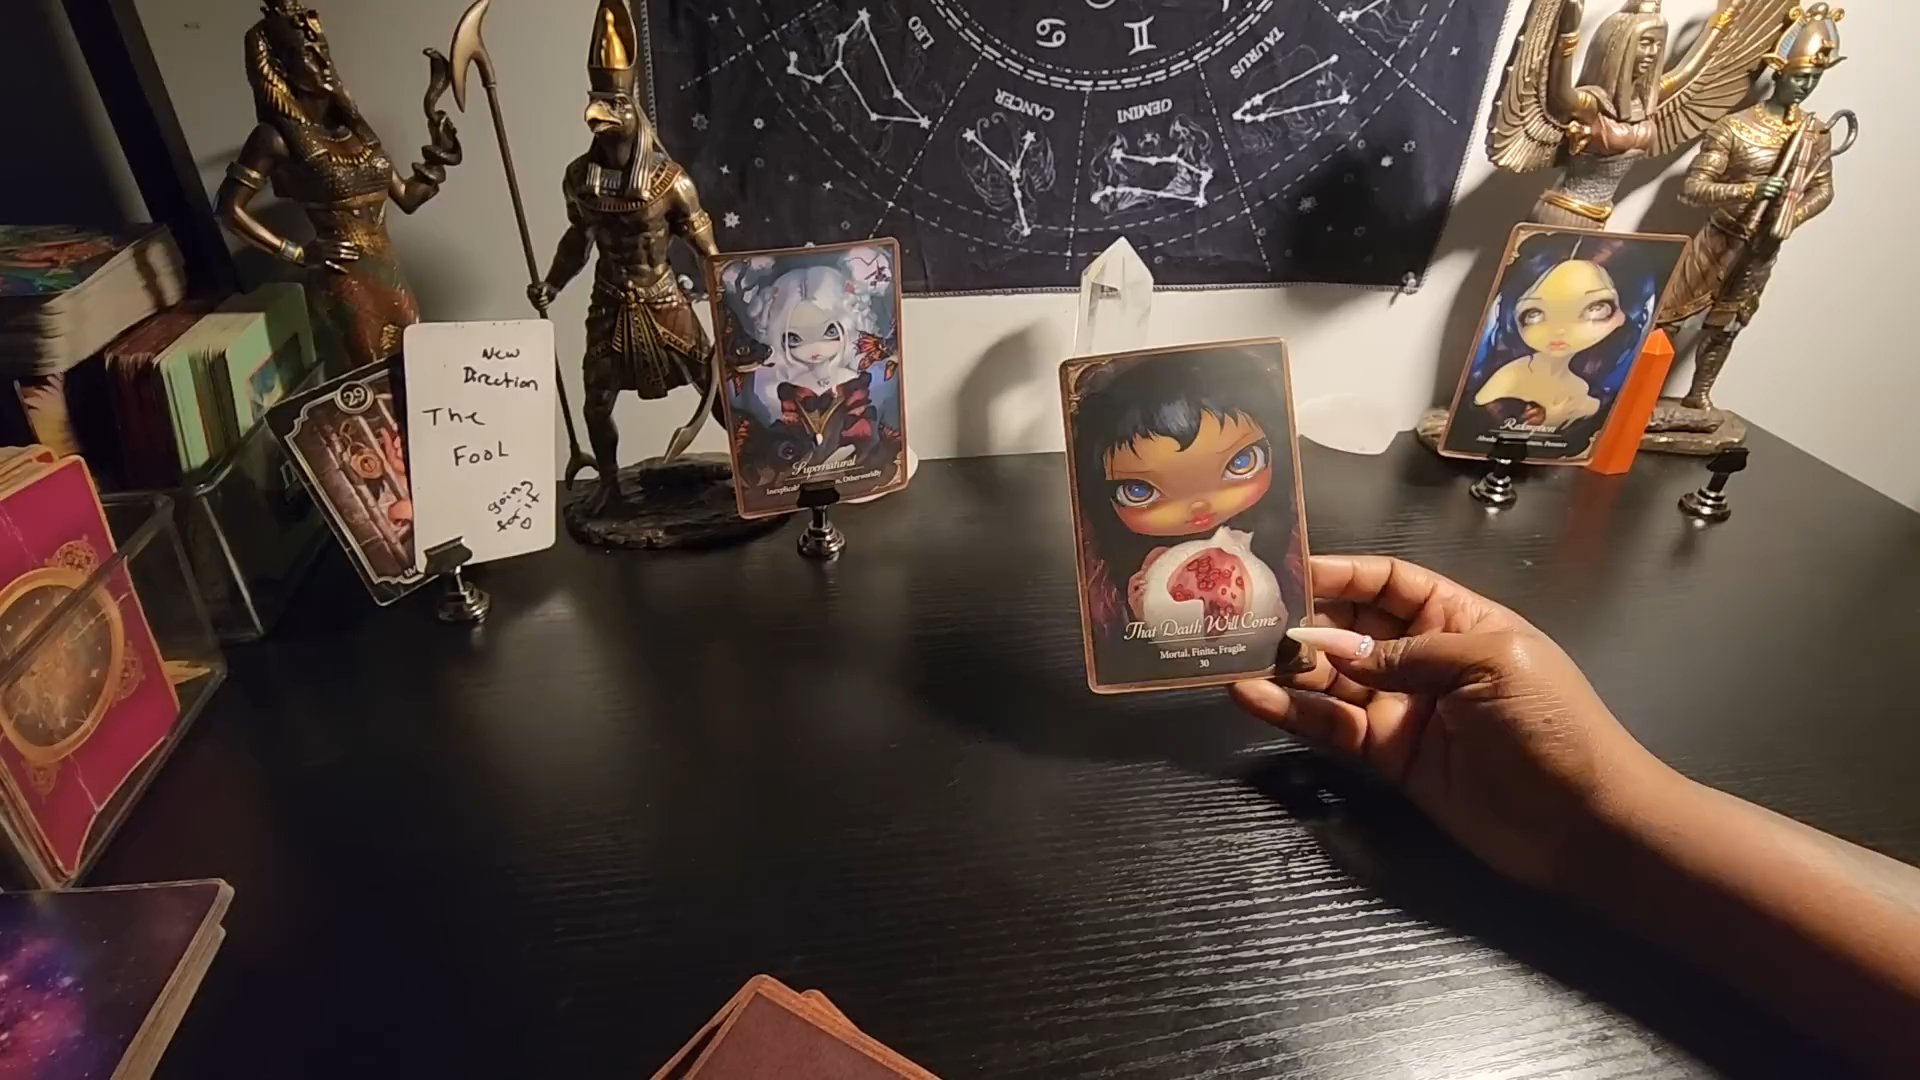 LEO
CANCER
GEMINI
TAURUS
29
New
Direction
The
Fool
going
for it
Supernatural
Otherworldly
That Death Will Come
Mortal, Finite, Fragile
30
Redemption